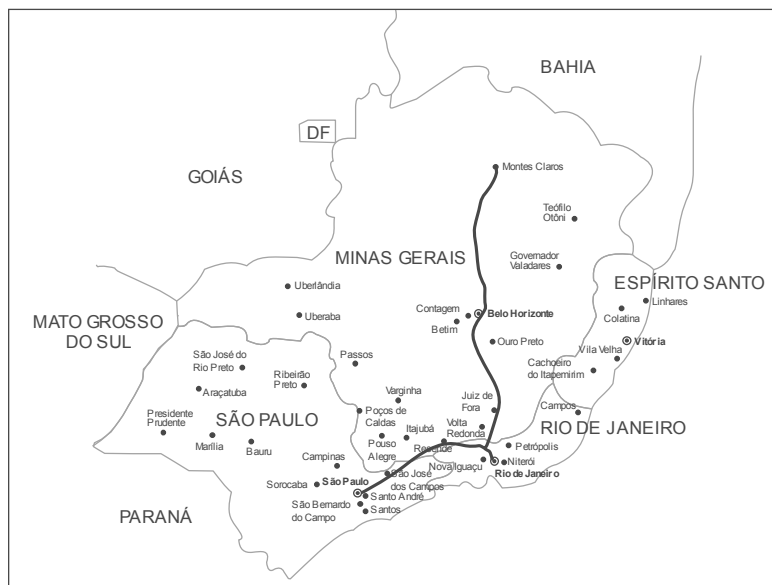 BAHIA
DF
GOIÁS
Montes Claros
Teófilo
Otôni
MINAS GERAIS
Governador
Valadares
ESPÍRITO SANTO
Uberlândia
Linhares
Contagem
Belo Horizonte
Colatina
MATO GROSSO
DO SUL
Uberaba
Betim
Ouro Preto
Vitória
Vila Velha
São José do
Rio Preto
Passos
Cachoeiro
do Itapemirim
Ribeirão
Preto
Araçatuba
Varginha
Juiz de
Fora
Campos
Presidente
Prudente
SÃO PAULO
Poços de
Caldas
Itajubá
Volta
Redonda
RIO DE JANEIRO
Marília
Bauru
Pouso
Alegre
Resende
Petrópolis
Campinas
Nova Iguaçu
Niterói
Rio de Janeiro
Sorocaba
São Paulo
São José
dos Campos
PARANÁ
Santo André
São Bernardo
do Campo
Santos